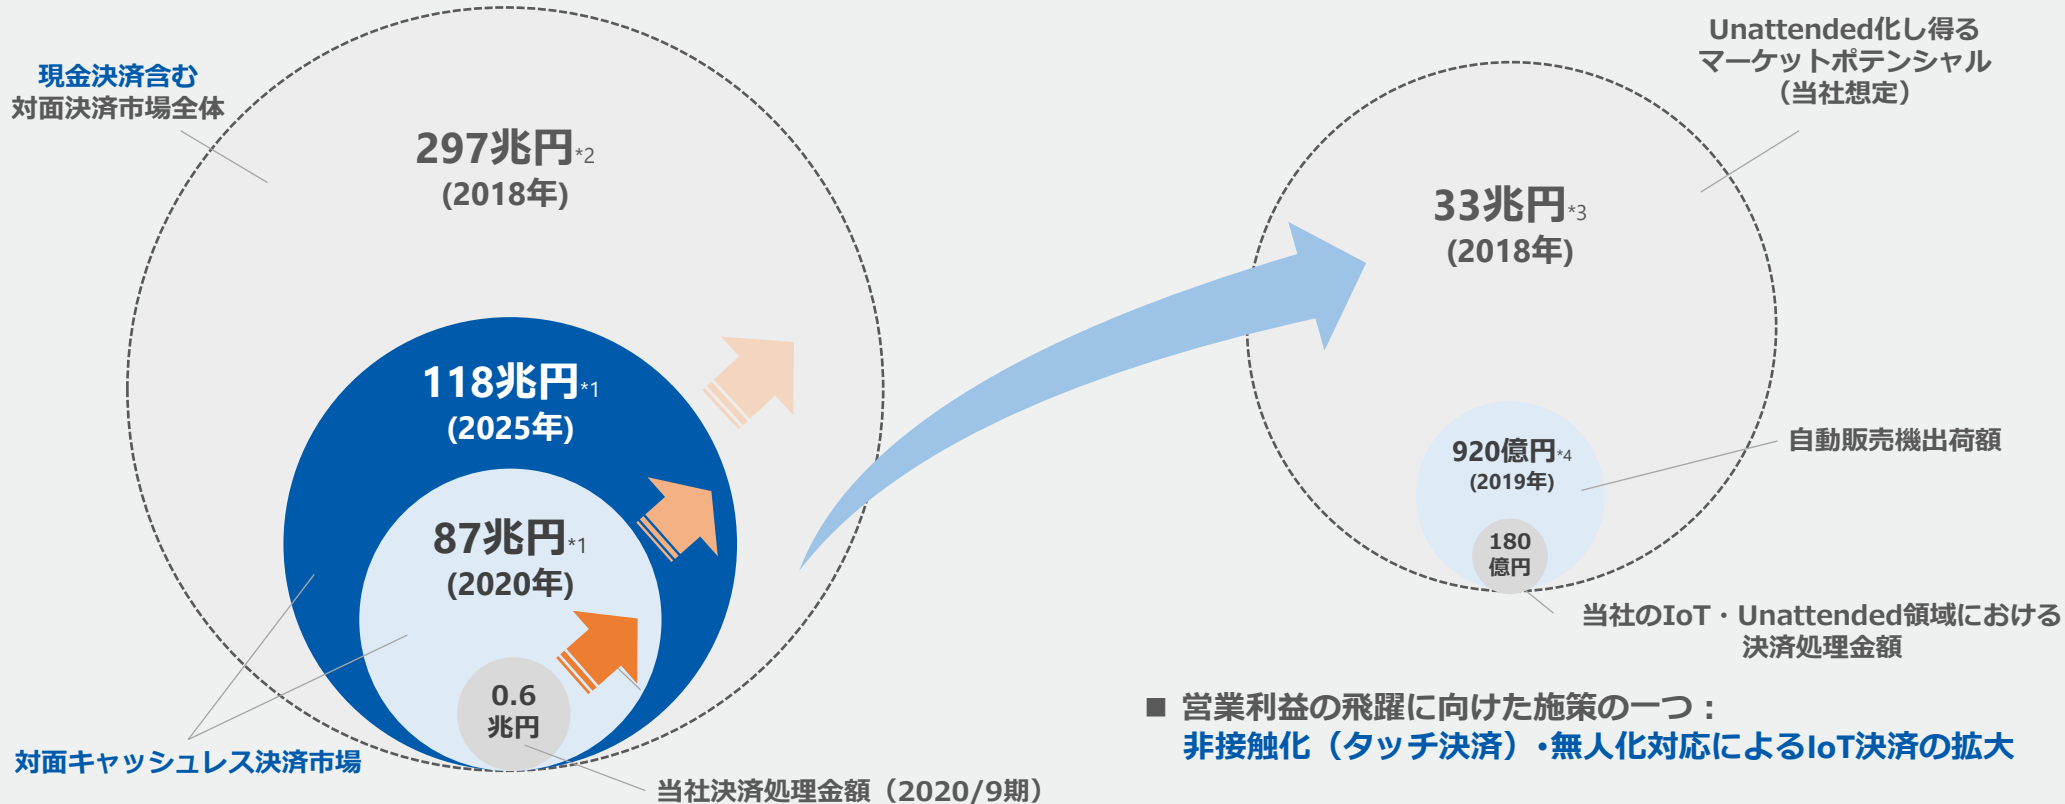 現金決済含む
対面決済市場全体
297兆円*2
(2018年)
118兆円*1
(2025年)
87兆円*1
(2020年)
0.6
兆円
対面キャッシュレス決済市場
当社決済処理金額（2020/9期）
Unattended化し得る
マーケットポテンシャル
（当社想定）
33兆円*3
(2018年)
920億円*4
(2019年)
自動販売機出荷額
180
億円
当社のIoT・Unattended領域における
決済処理金額
■ 営業利益の飛躍に向けた施策の一つ：
非接触化（タッチ決済）・無人化対応によるIoT決済の拡大